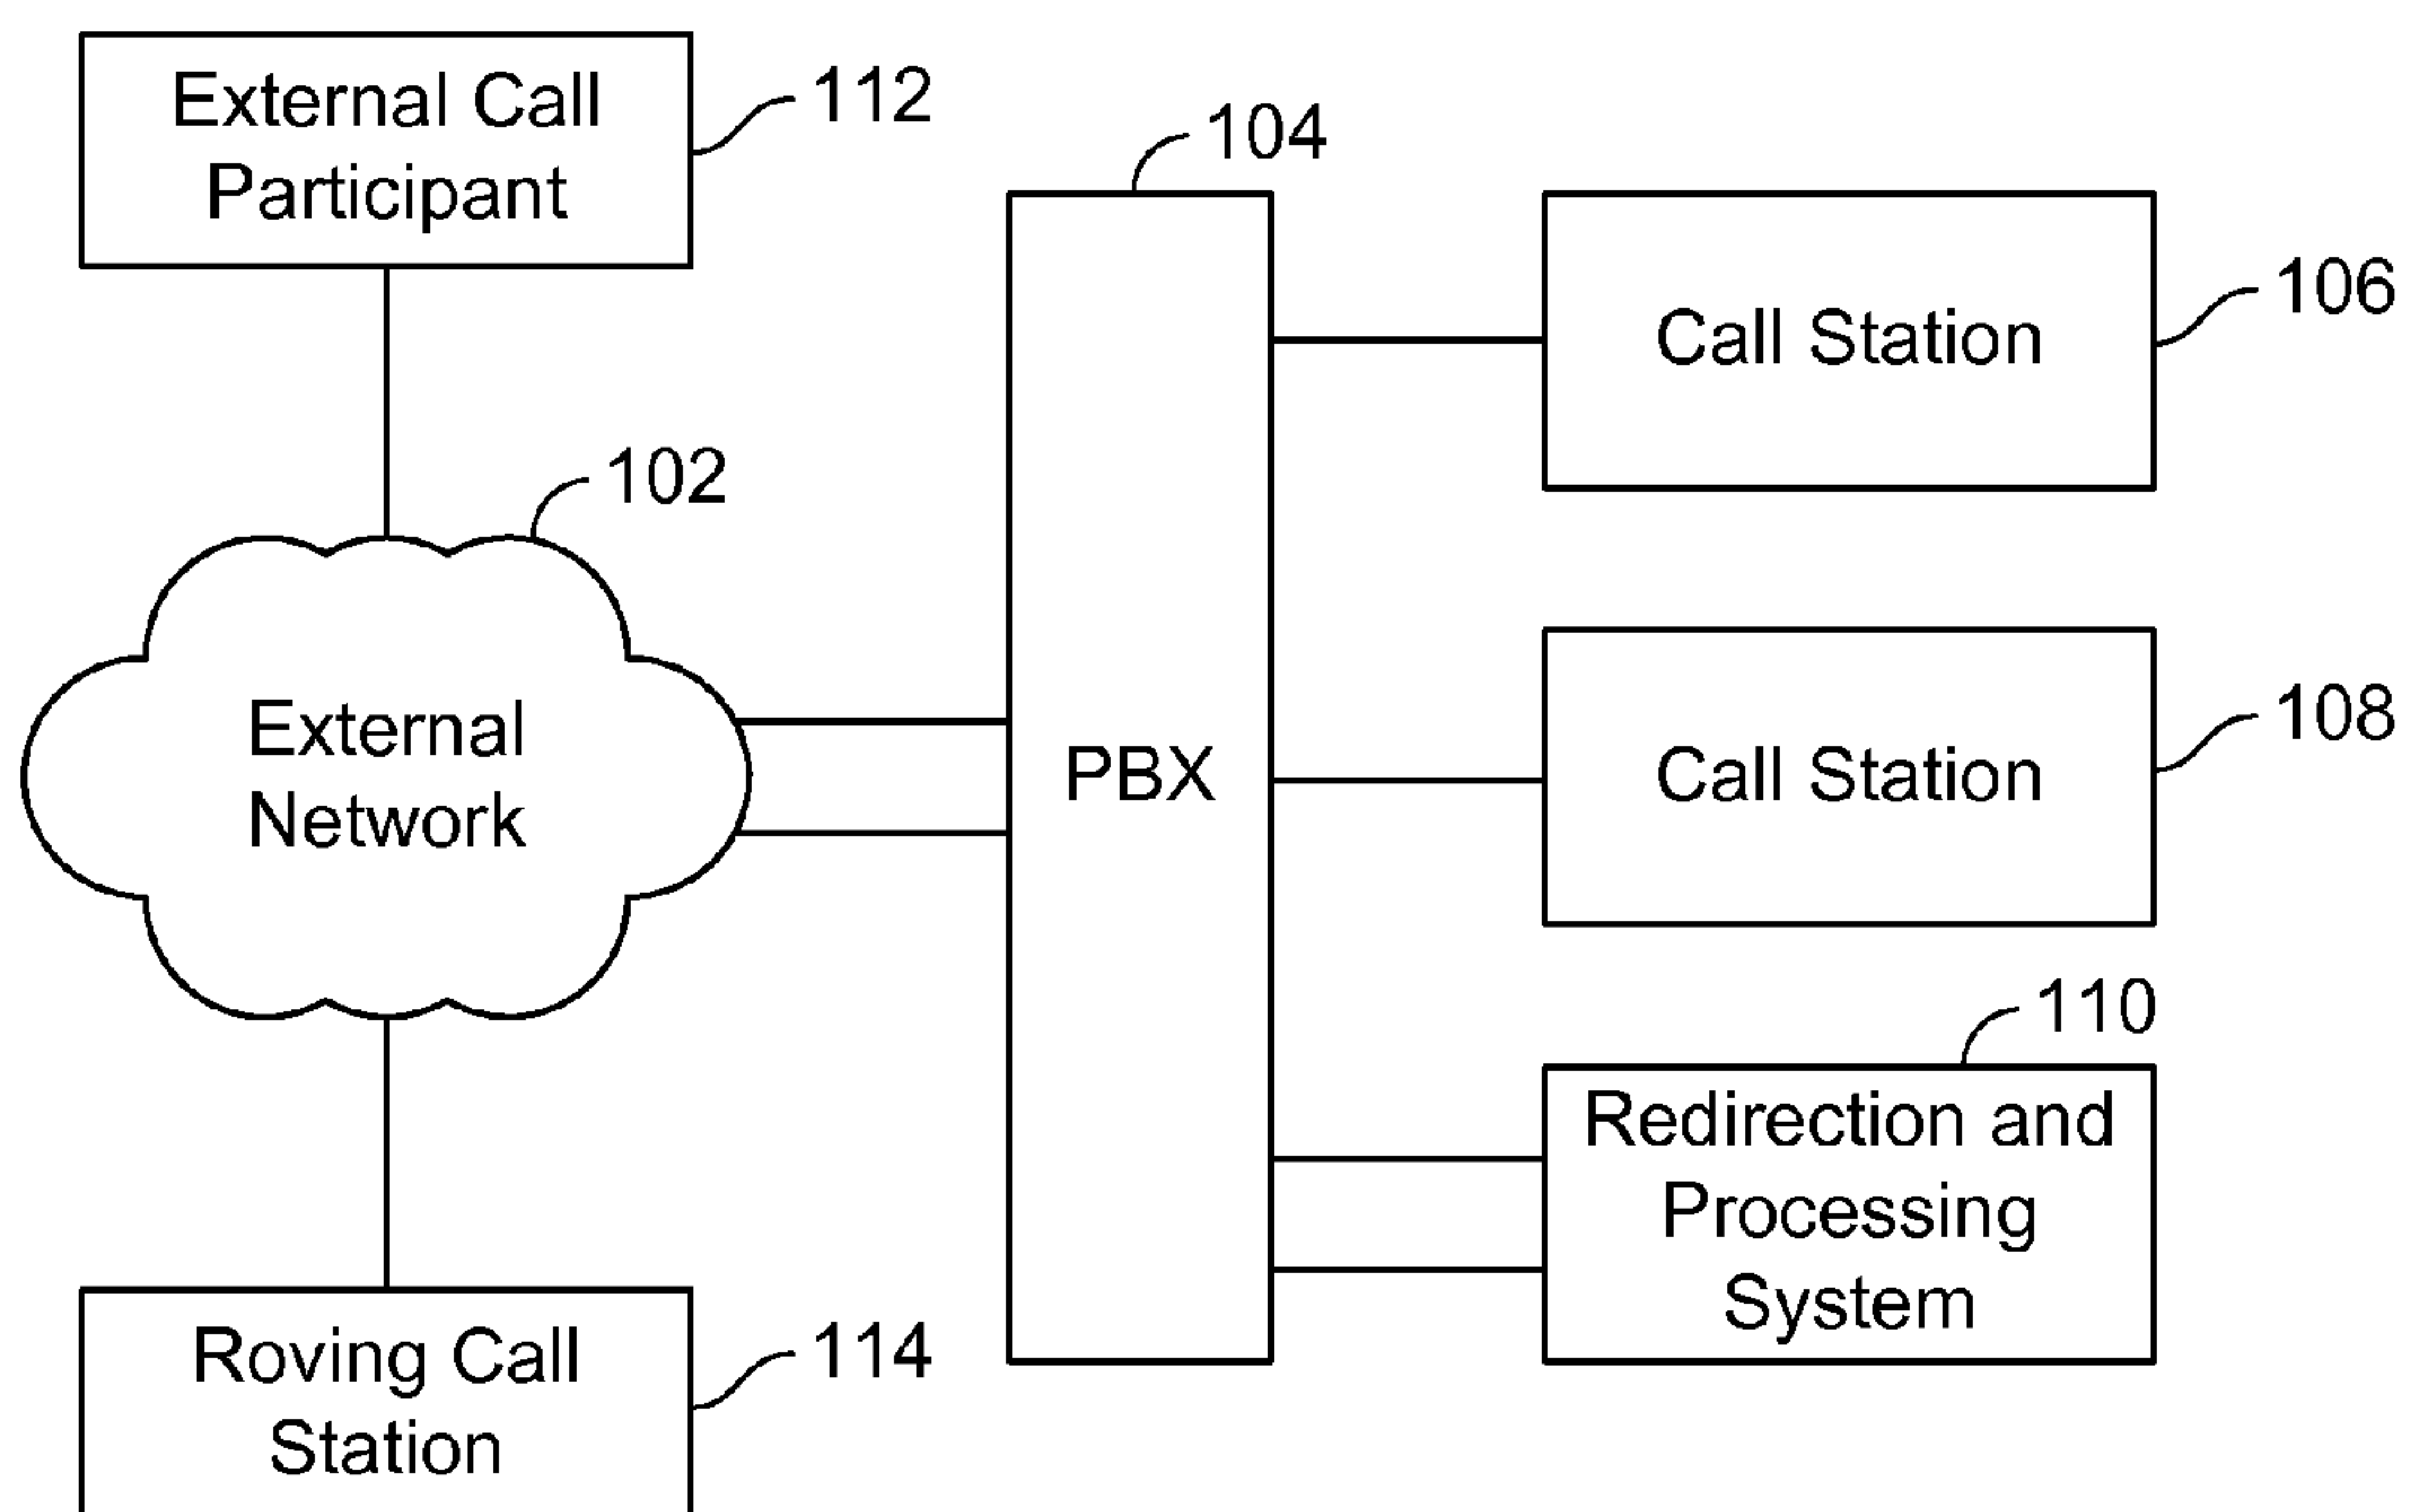 External Call
Participant
112
104
Call Station
106
102
External
Network
PBX
Call Station
108
110
Redirection and
Processing
System
Roving Call
Station
114